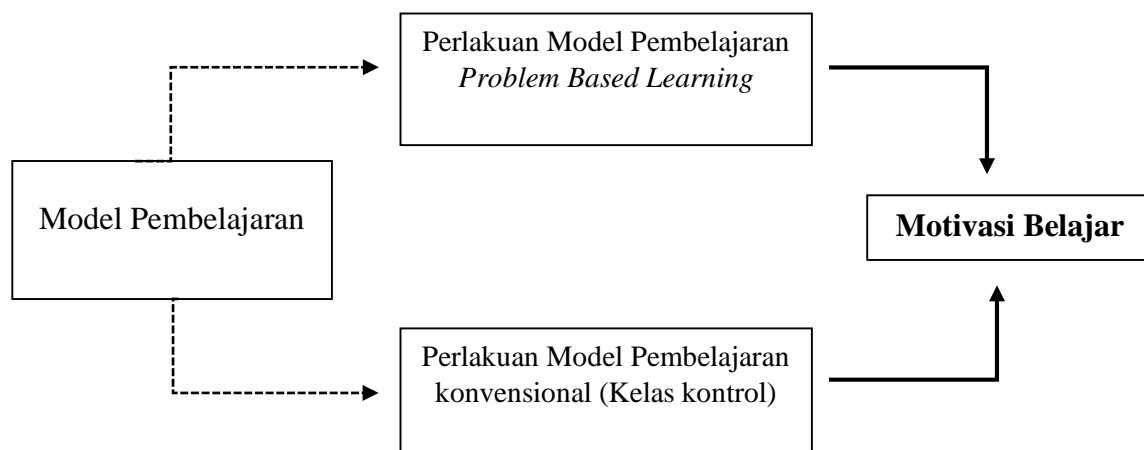 Perlakuan Model Pembelajaran
Problem Based Learning
Model Pembelajaran
Motivasi Belajar
Perlakuan Model Pembelajaran
konvensional (Kelas kontrol)